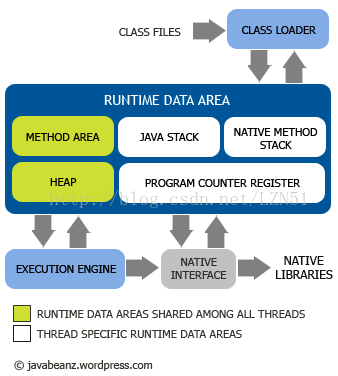 CLASS FILES
CLASS LOADER
RUNTIME DATA AREA
METHOD AREA
JAVA STACK
NATIVE METHOD
STACK
HEAP
PROGRAM COUNTER REGISTER
http://blog.csdn.net/LZN51
EXECUTION ENGINE
NATIVE
INTERFACE
NATIVE
LIBRARIES
RUNTIME DATA AREAS SHARED AMONG ALL THREADS
THREAD SPECIFIC RUNTIME DATA AREAS
© javabeanz.wordpress.com